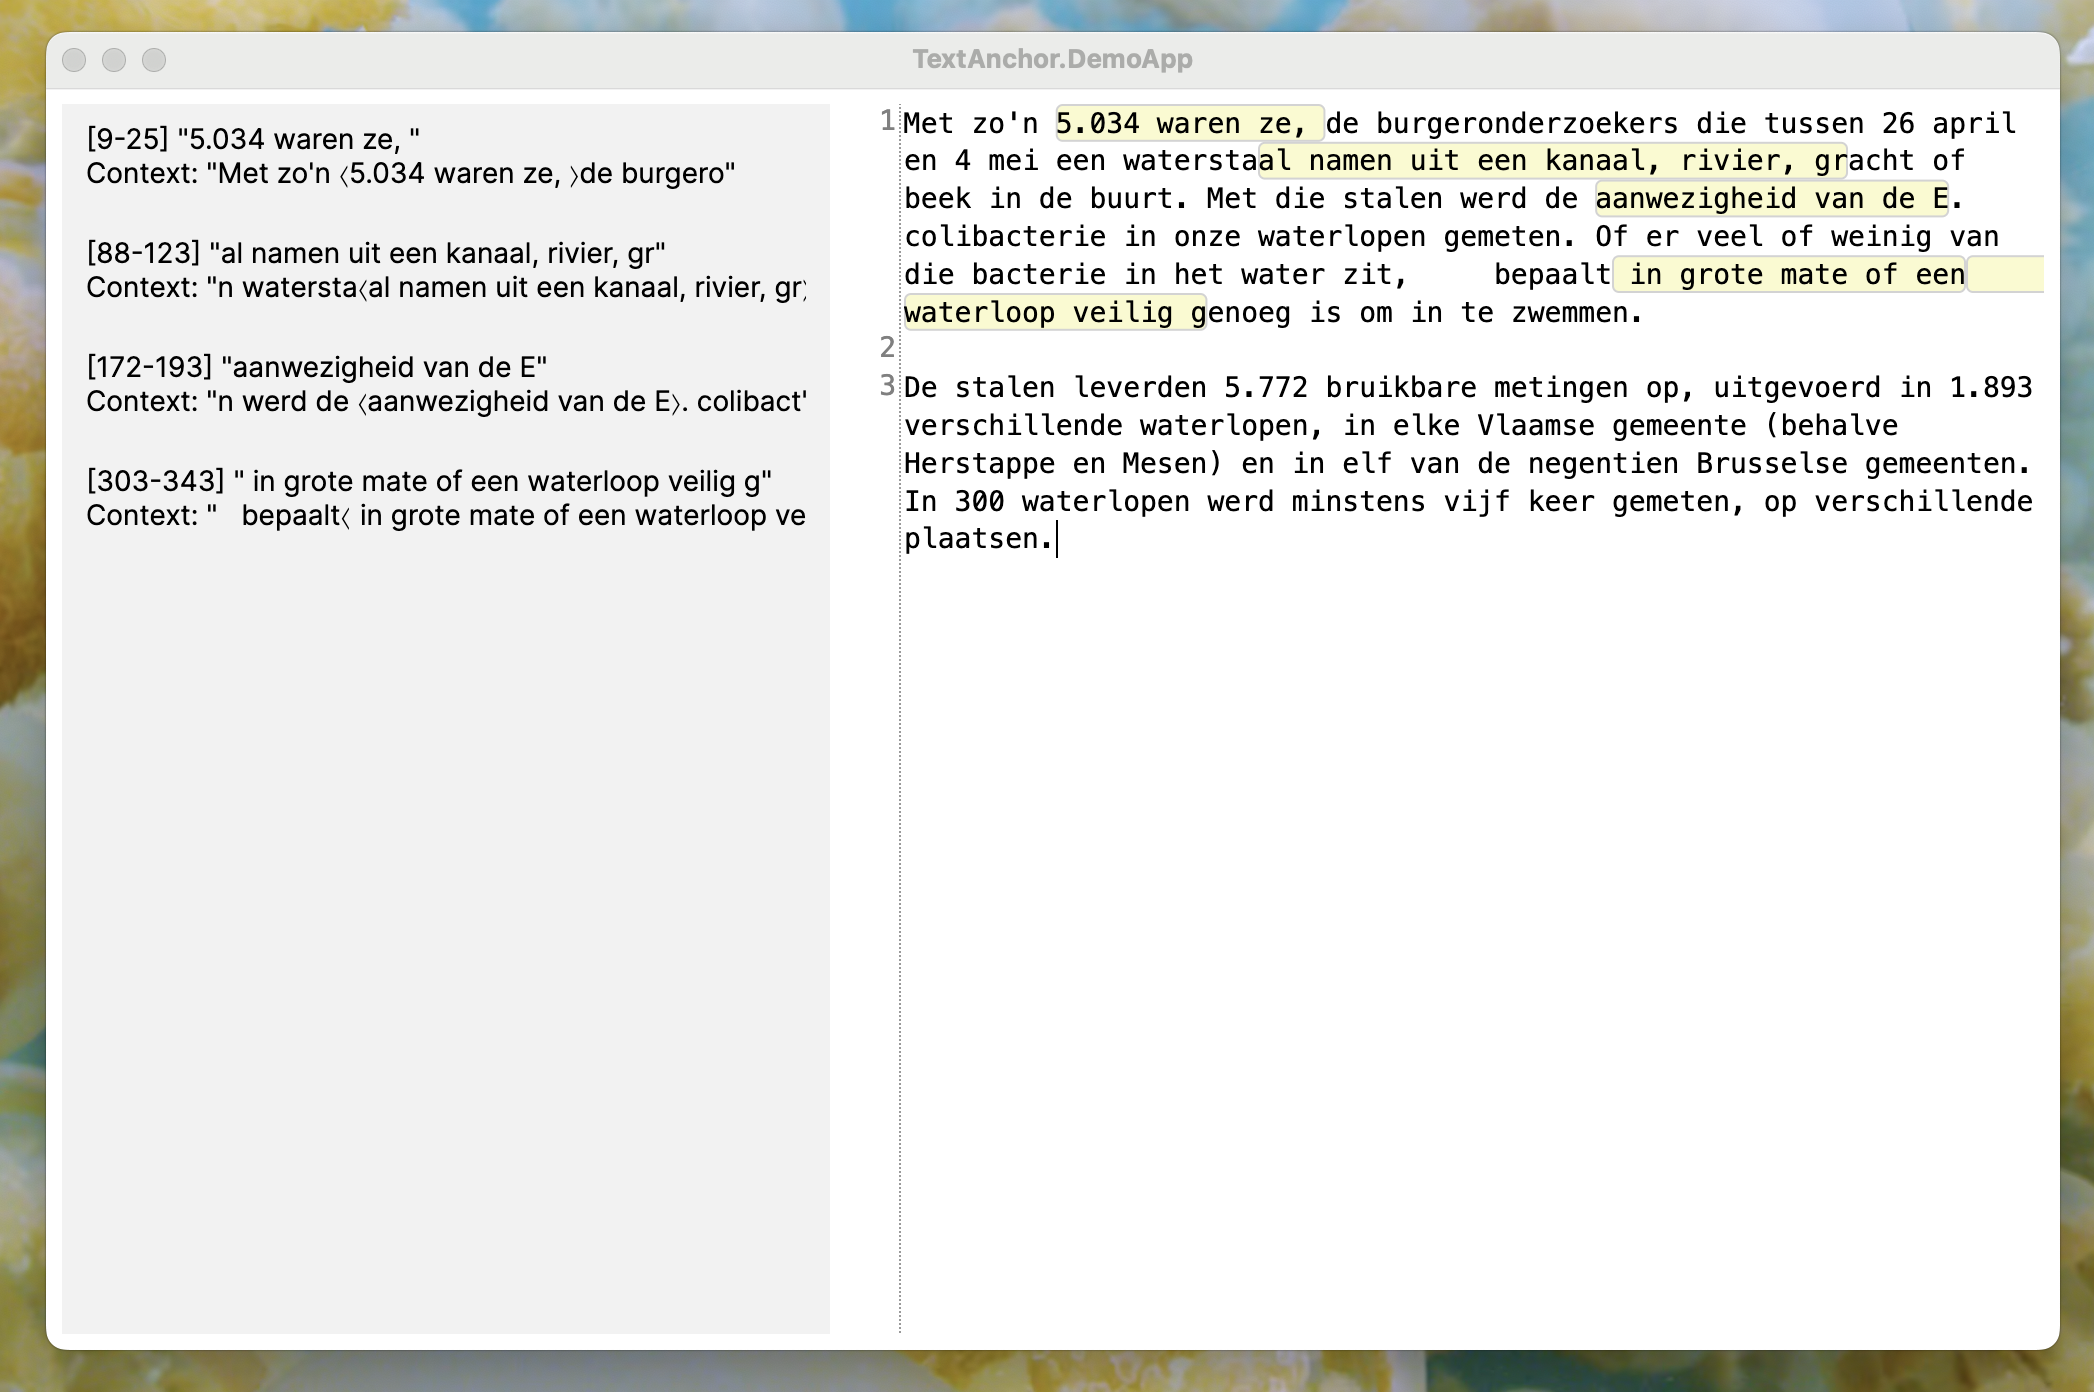 TextAnchor.DemoApp
[9-25] "5.034 waren ze, "
Context: "Met zo'n ⟨5.034 waren ze, ⟩de burgero"
[88-123] "al namen uit een kanaal, rivier, gr"
Context: "n watersta⟨al namen uit een kanaal, rivier, gr⟩
[172-193] "aanwezigheid van de E"
Context: "n werd de ⟨aanwezigheid van de E⟩. colibact"
[303-343] " in grote mate of een waterloop veilig g"
Context: "   bepaalt⟨ in grote mate of een waterloop ve
1 Met zo'n 5.034 waren ze, de burgeronderzoekers die tussen 26 april
en 4 mei een waterstaal namen uit een kanaal, rivier, gracht of
beek in de buurt. Met die stalen werd de aanwezigheid van de E.
colibacterie in onze waterlopen gemeten. Of er veel of weinig van
die bacterie in het water zit,     bepaalt in grote mate of een
waterloop veilig genoeg is om in te zwemmen.
2
3 De stalen leverden 5.772 bruikbare metingen op, uitgevoerd in 1.893
verschillende waterlopen, in elke Vlaamse gemeente (behalve
Herstappe en Mesen) en in elf van de negentien Brusselse gemeenten.
In 300 waterlopen werd minstens vijf keer gemeten, op verschillende
plaatsen.